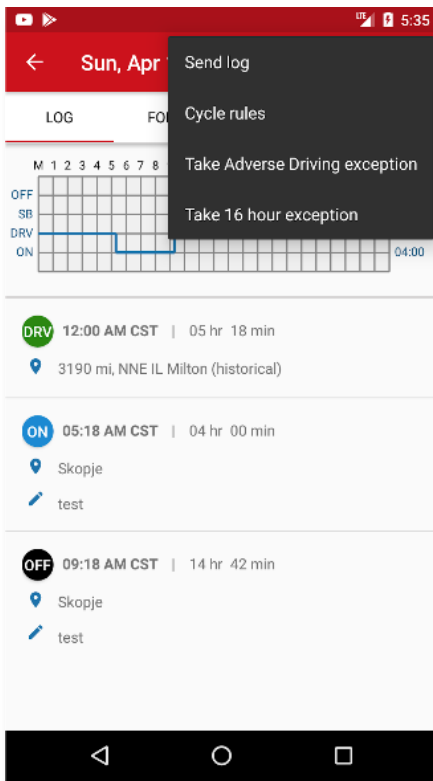 LTE 5:35
Sun, Apr
Send log
Cycle rules
Take Adverse Driving exception
Take 16 hour exception
LOG
FO
M 1 2 3 4 5 6 7 8
OFF
SB
DRV
ON
04:00
DRV 12:00 AM CST | 05 hr 18 min
3190 mi, NNE IL Milton (historical)
ON 05:18 AM CST | 04 hr 00 min
Skopje
test
OFF 09:18 AM CST | 14 hr 42 min
Skopje
test